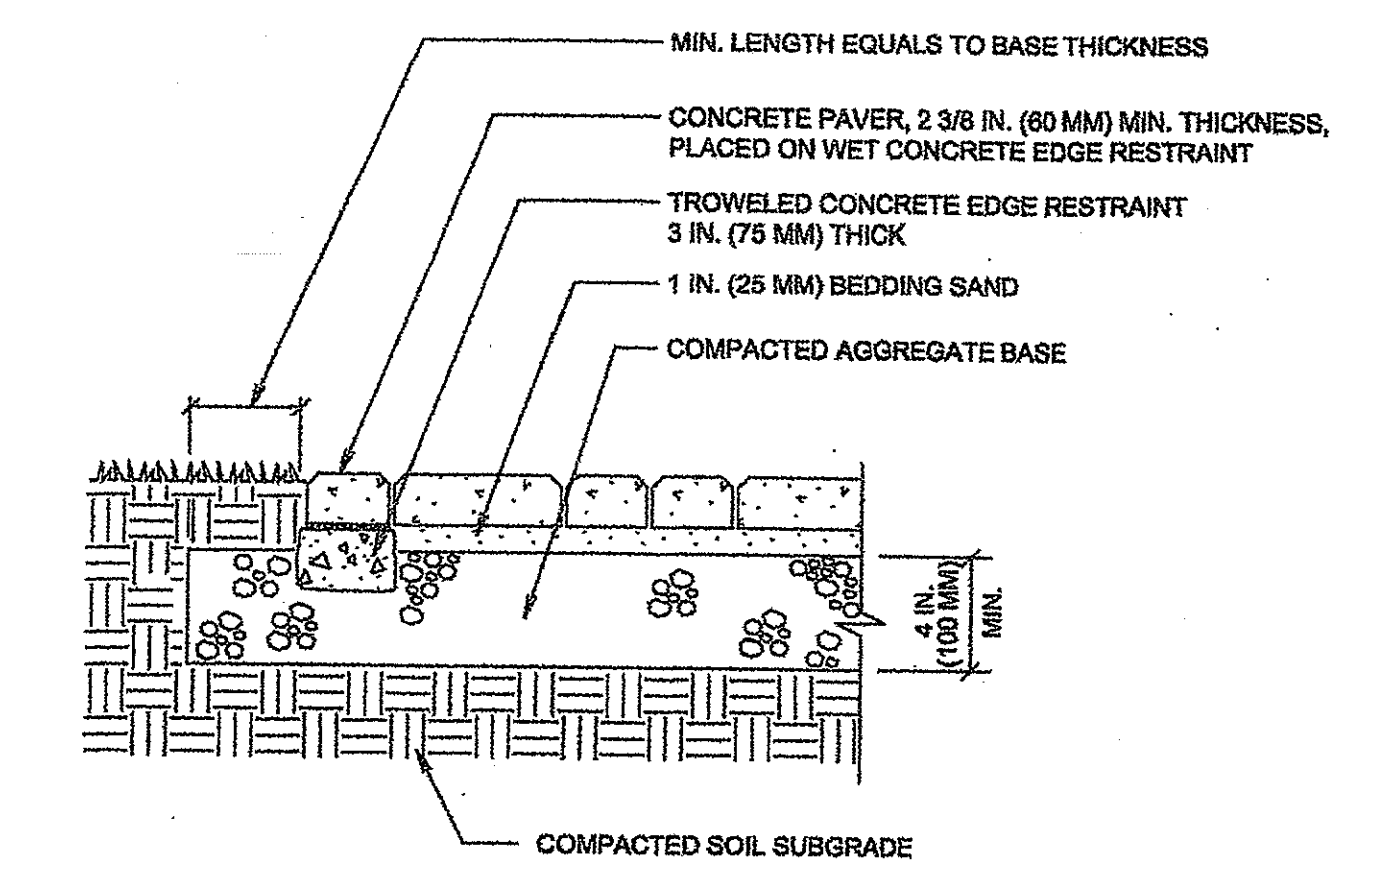 MIN. LENGTH EQUALS TO BASE THICKNESS
CONCRETE PAVER, 2 3/8 IN. (60 MM) MIN. THICKNESS,
PLACED ON WET CONCRETE EDGE RESTRAINT
TROWELED CONCRETE EDGE RESTRAINT
3 IN. (75 MM) THICK
1 IN. (25 MM) BEDDING SAND
COMPACTED AGGREGATE BASE
4 IN.
(100 MM)
MIN.
COMPACTED SOIL SUBGRADE